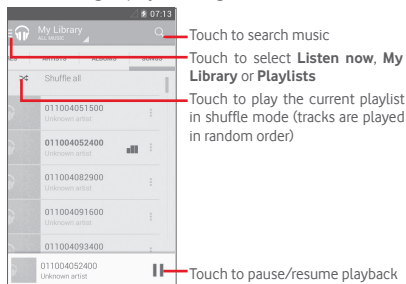 07:13
My Library
ALL MUSIC
Touch to search music
Touch to select Listen now, My
Library or Playlists
ARTISTS ALBUMS SONGS
Shuffle all
Touch to play the current playlist
in shuffle mode (tracks are played
in random order)
011004051500
Unknown artist
011004052400
Unknown artist
011004082900
Unknown artist
011004091600
Unknown artist
011004093400
011004052400
Unknown artist
Touch to pause/resume playback